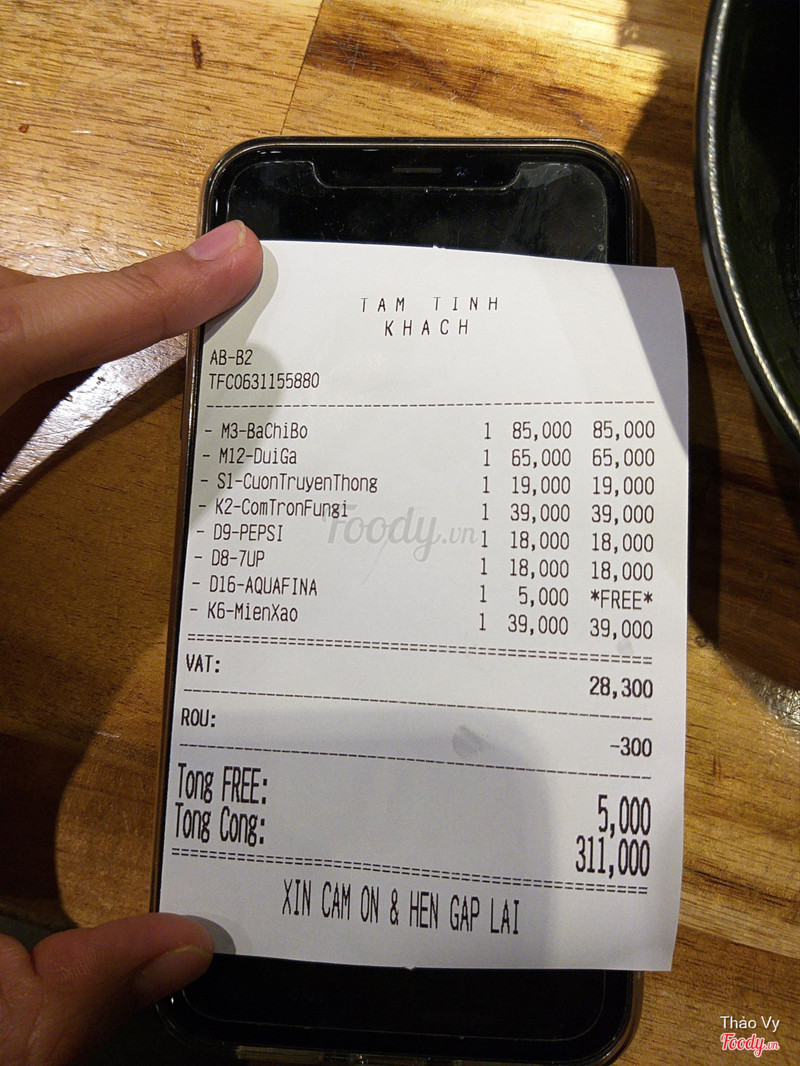 TAM TINH
KHACH
AB-B2
TFC0631155880
- M3-BaChiBo 1 85,000 85,000
- M12-DuiGa 1 65,000 65,000
- S1-CuonTruyenThong 1 19,000 19,000
- K2-ComTronFungi 1 39,000 39,000
- D9-PEPSI 1 18,000 18,000
- D8-7UP 1 18,000 18,000
- D16-AQUAFINA 1 5,000 *FREE*
- K6-MienXao 1 39,000 39,000
VAT: 28,300
ROU: -300
Tong FREE: 5,000
Tong Cong: 311,000
XIN CAM ON & HEN GAP LAI
Foody.vn
Thảo Vy
Foody.vn